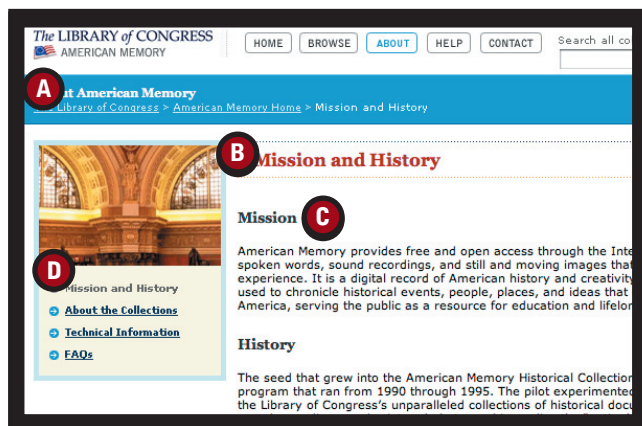 The LIBRARY of CONGRESS
AMERICAN MEMORY
HOME BROWSE ABOUT HELP CONTACT
Search all co
A
ut American Memory
Library of Congress > American Memory Home > Mission and History
B
Mission and History
Mission C
American Memory provides free and open access through the Inte
spoken words, sound recordings, and still and moving images that
experience. It is a digital record of American history and creativity
used to chronicle historical events, people, places, and ideas that
America, serving the public as a resource for education and lifelon
History
The seed that grew into the American Memory Historical Collection
program that ran from 1990 through 1995. The pilot experimented
the Library of Congress's unparalleled collections of historical docu
D
Mission and History
About the Collections
Technical Information
FAQs